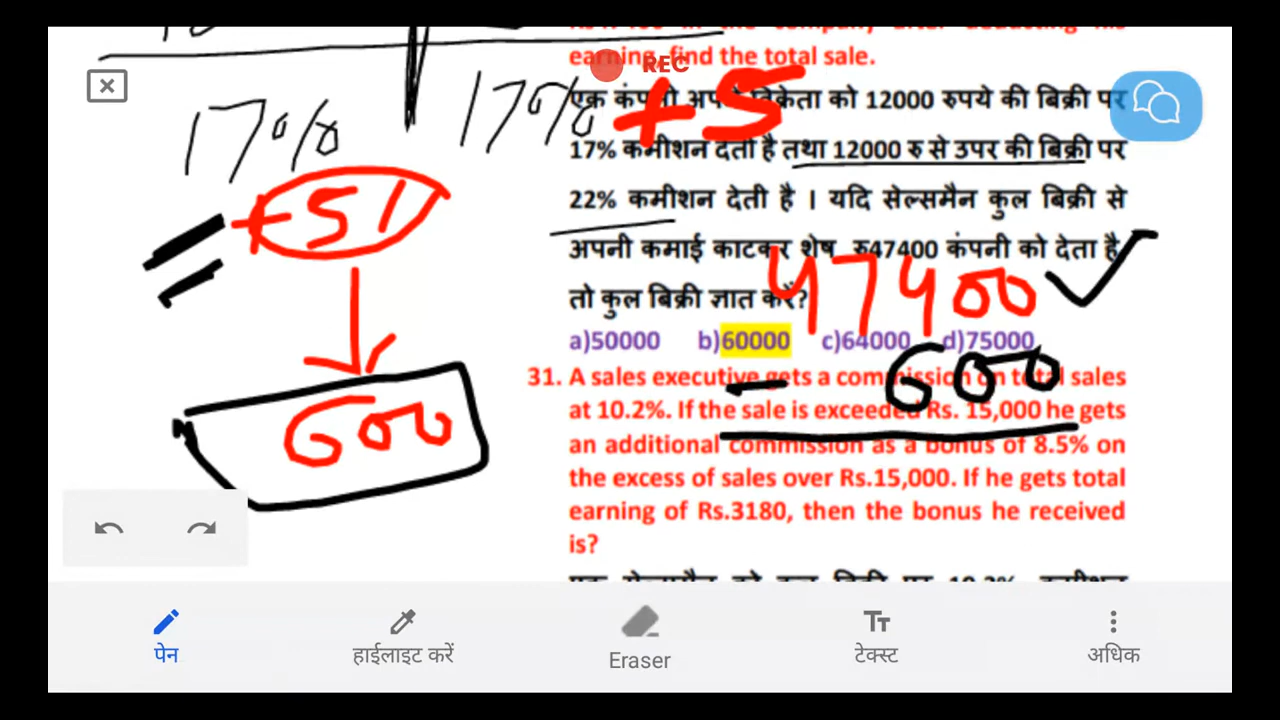 earning, find the total sale.
REC
17% 17% +5
एक कंपनी अपने विक्रेता को 12000 रुपये की बिक्री पर
17% कमीशन देती है तथा 12000 रु से उपर की बिक्री पर
+51
22% कमीशन देती है । यदि सेल्समैन कुल बिक्री से
अपनी कमाई काटकर शेष रु47400 कंपनी को देता है
47400
तो कुल बिक्री ज्ञात करें?
a)50000 b)60000 c)64000 d)75000
- 600
600
31. A sales executive gets a commission on total sales
at 10.2%. If the sale is exceeded Rs. 15,000 he gets
an additional commission as a bonus of 8.5% on
the excess of sales over Rs.15,000. If he gets total
earning of Rs.3180, then the bonus he received
is?
पेन हाईलाइट करें Eraser टेक्स्ट अधिक